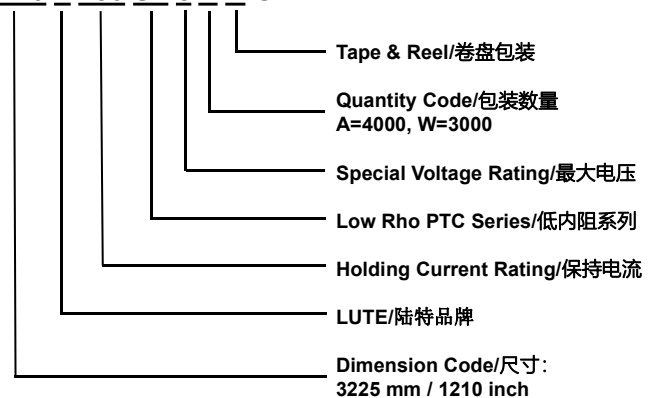 Tape & Reel/卷盘包装
Quantity Code/包装数量
A=4000, W=3000
Special Voltage Rating/最大电压
Low Rho PTC Series/低内阻系列
Holding Current Rating/保持电流
LUTE/陆特品牌
Dimension Code/尺寸：
3225 mm / 1210 inch